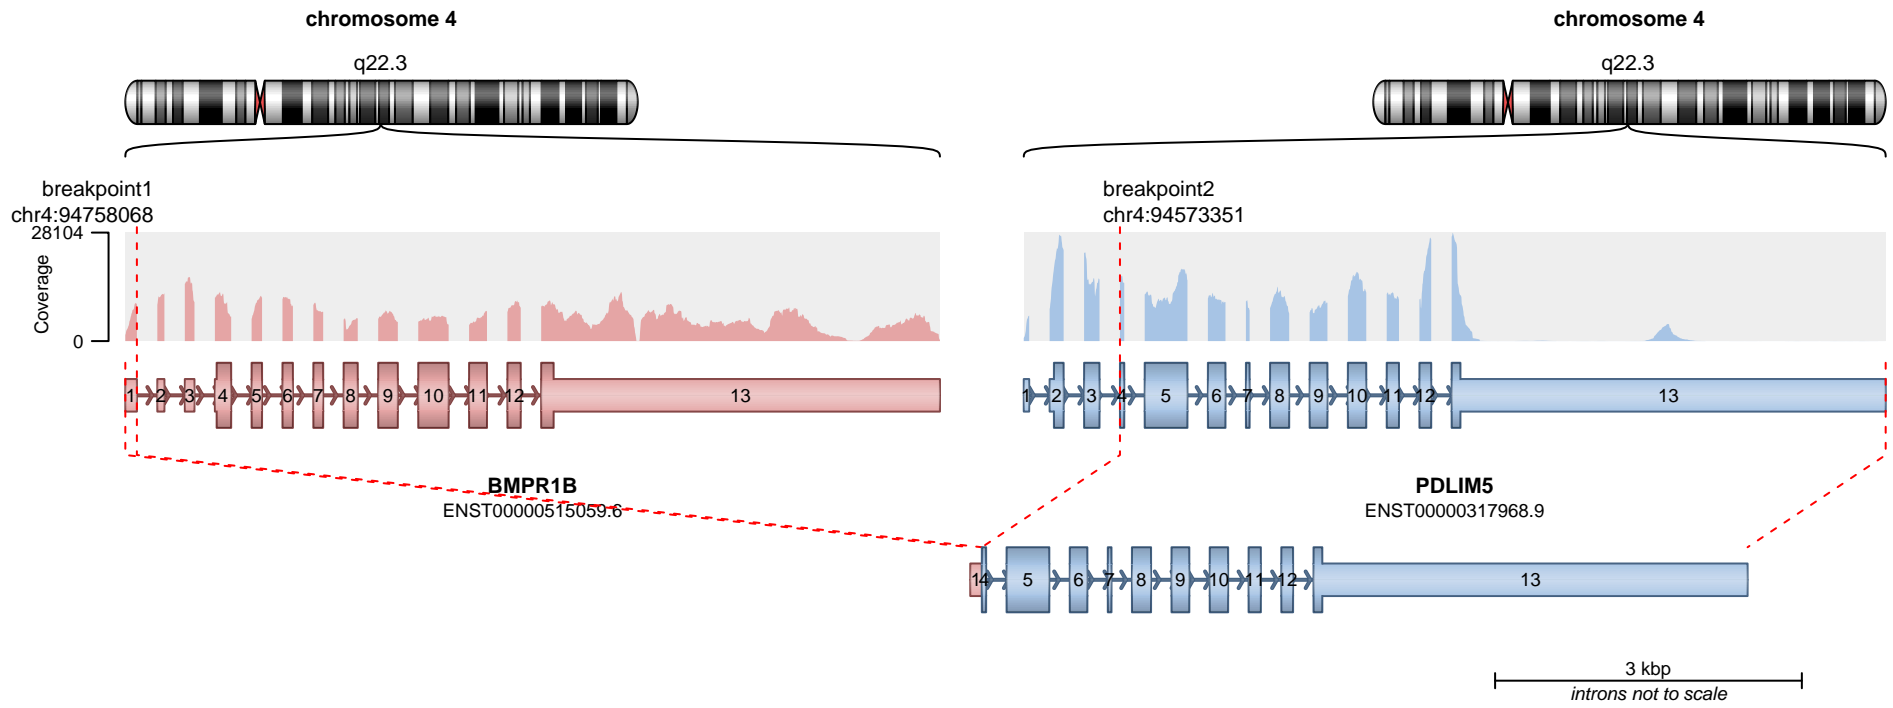 chromosome 4
chromosome 4
q22.3
q22.3
breakpoint1
chr4:94758068
breakpoint2
chr4:94573351
28104
Coverage
0
1 2 3 4 5 6 7 8 9 10 11 12 13
1 2 3 4 5 6 7 8 9 10 11 12 13
BMPR1B
ENST00000515059.6
PDLIM5
ENST00000317968.9
1 4 5 6 7 8 9 10 11 12 13
3 kbp
introns not to scale